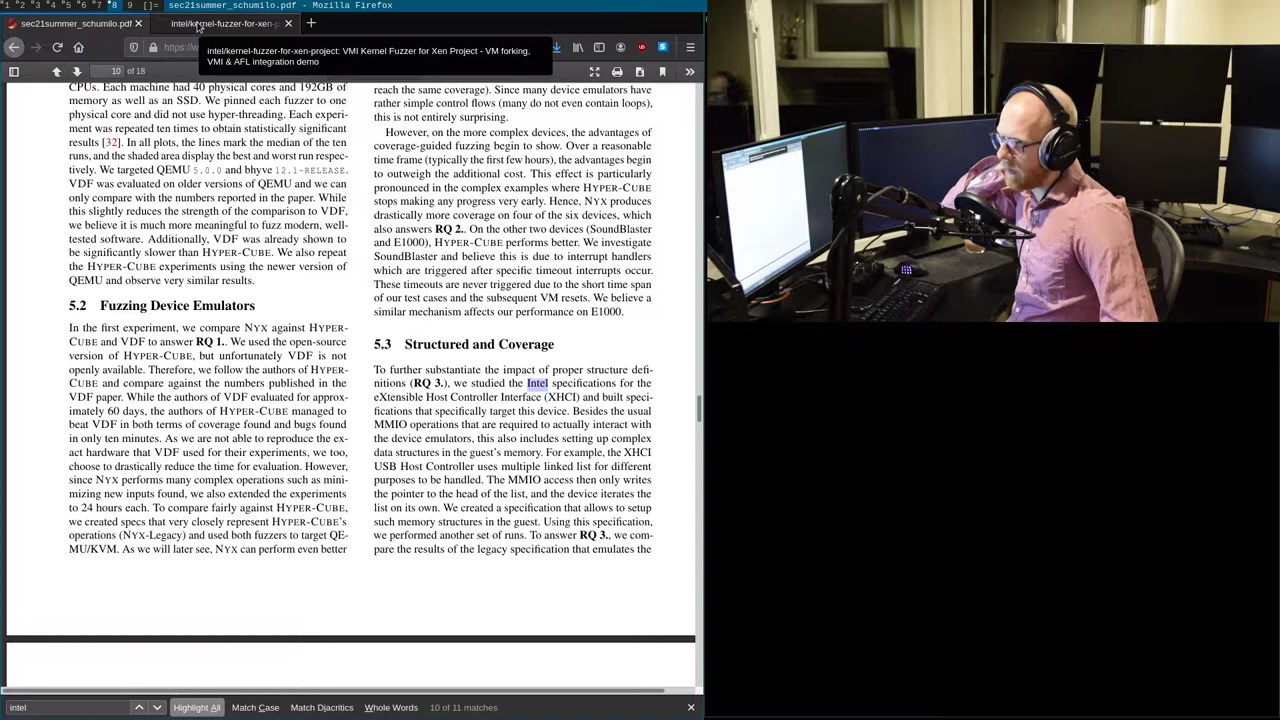 1 2 3 4 5 6 7 8 9 []= sec21summer_schumilo.pdf - Mozilla Firefox
sec21summer_schumilo.pdf
intel/kernel-fuzzer-for-xen-p
https://w
intel/kernel-fuzzer-for-xen-project: VMI Kernel Fuzzer for Xen Project - VM forking,
VMI & AFL integration demo
10 of 18
CPUs. Each machine had 40 physical cores and 192GB of
memory as well as an SSD. We pinned each fuzzer to one
physical core and did not use hyper-threading. Each experi-
ment was repeated ten times to obtain statistically significant
results [32]. In all plots, the lines mark the median of the ten
runs, and the shaded area display the best and worst run respec-
tively. We targeted QEMU 5.0.0 and bhyve 12.1-RELEASE.
VDF was evaluated on older versions of QEMU and we can
only compare with the numbers reported in the paper. While
this slightly reduces the strength of the comparison to VDF,
we believe it is much more meaningful to fuzz modern, well-
tested software. Additionally, VDF was already shown to
be significantly slower than HYPER-CUBE. We also repeat
the HYPER-CUBE experiments using the newer version of
QEMU and observe very similar results.
5.2 Fuzzing Device Emulators
In the first experiment, we compare NYX against HYPER-
CUBE and VDF to answer RQ 1.. We used the open-source
version of HYPER-CUBE, but unfortunately VDF is not
openly available. Therefore, we follow the authors of HYPER-
CUBE and compare against the numbers published in the
VDF paper. While the authors of VDF evaluated for approx-
imately 60 days, the authors of HYPER-CUBE managed to
beat VDF in both terms of coverage found and bugs found
in only ten minutes. As we are not able to reproduce the ex-
act hardware that VDF used for their experiments, we too,
choose to drastically reduce the time for evaluation. However,
since NYX performs many complex operations such as mini-
mizing new inputs found, we also extended the experiments
to 24 hours each. To compare fairly against HYPER-CUBE,
we created specs that very closely represent HYPER-CUBE's
operations (NYX-Legacy) and used both fuzzers to target QE-
MU/KVM. As we will later see, NYX can perform even better
reach the same coverage). Since many device emulators have
rather simple control flows (many do not even contain loops),
this is not entirely surprising.
However, on the more complex devices, the advantages of
coverage-guided fuzzing begin to show. Over a reasonable
time frame (typically the first few hours), the advantages begin
to outweigh the additional cost. This effect is particularly
pronounced in the complex examples where HYPER-CUBE
stops making any progress very early. Hence, NYX produces
drastically more coverage on four of the six devices, which
also answers RQ 2.. On the other two devices (SoundBlaster
and E1000), HYPER-CUBE performs better. We investigate
SoundBlaster and believe this is due to interrupt handlers
which are triggered after specific timeout interrupts occur.
These timeouts are never triggered due to the short time span
of our test cases and the subsequent VM resets. We believe a
similar mechanism affects our performance on E1000.
5.3 Structured and Coverage
To further substantiate the impact of proper structure defi-
nitions (RQ 3.), we studied the Intel specifications for the
eXtensible Host Controller Interface (XHCI) and built speci-
fications that specifically target this device. Besides the usual
MMIO operations that are required to actually interact with
the device emulators, this also includes setting up complex
data structures in the guest's memory. For example, the XHCI
USB Host Controller uses multiple linked list for different
purposes to be handled. The MMIO access then only writes
the pointer to the head of the list, and the device iterates the
list on its own. We created a specification that allows to setup
such memory structures in the guest. Using this specification,
we performed another set of runs. To answer RQ 3., we com-
pare the results of the legacy specification that emulates the
intel
Highlight All
Match Case
Match Diacritics
Whole Words
10 of 11 matches